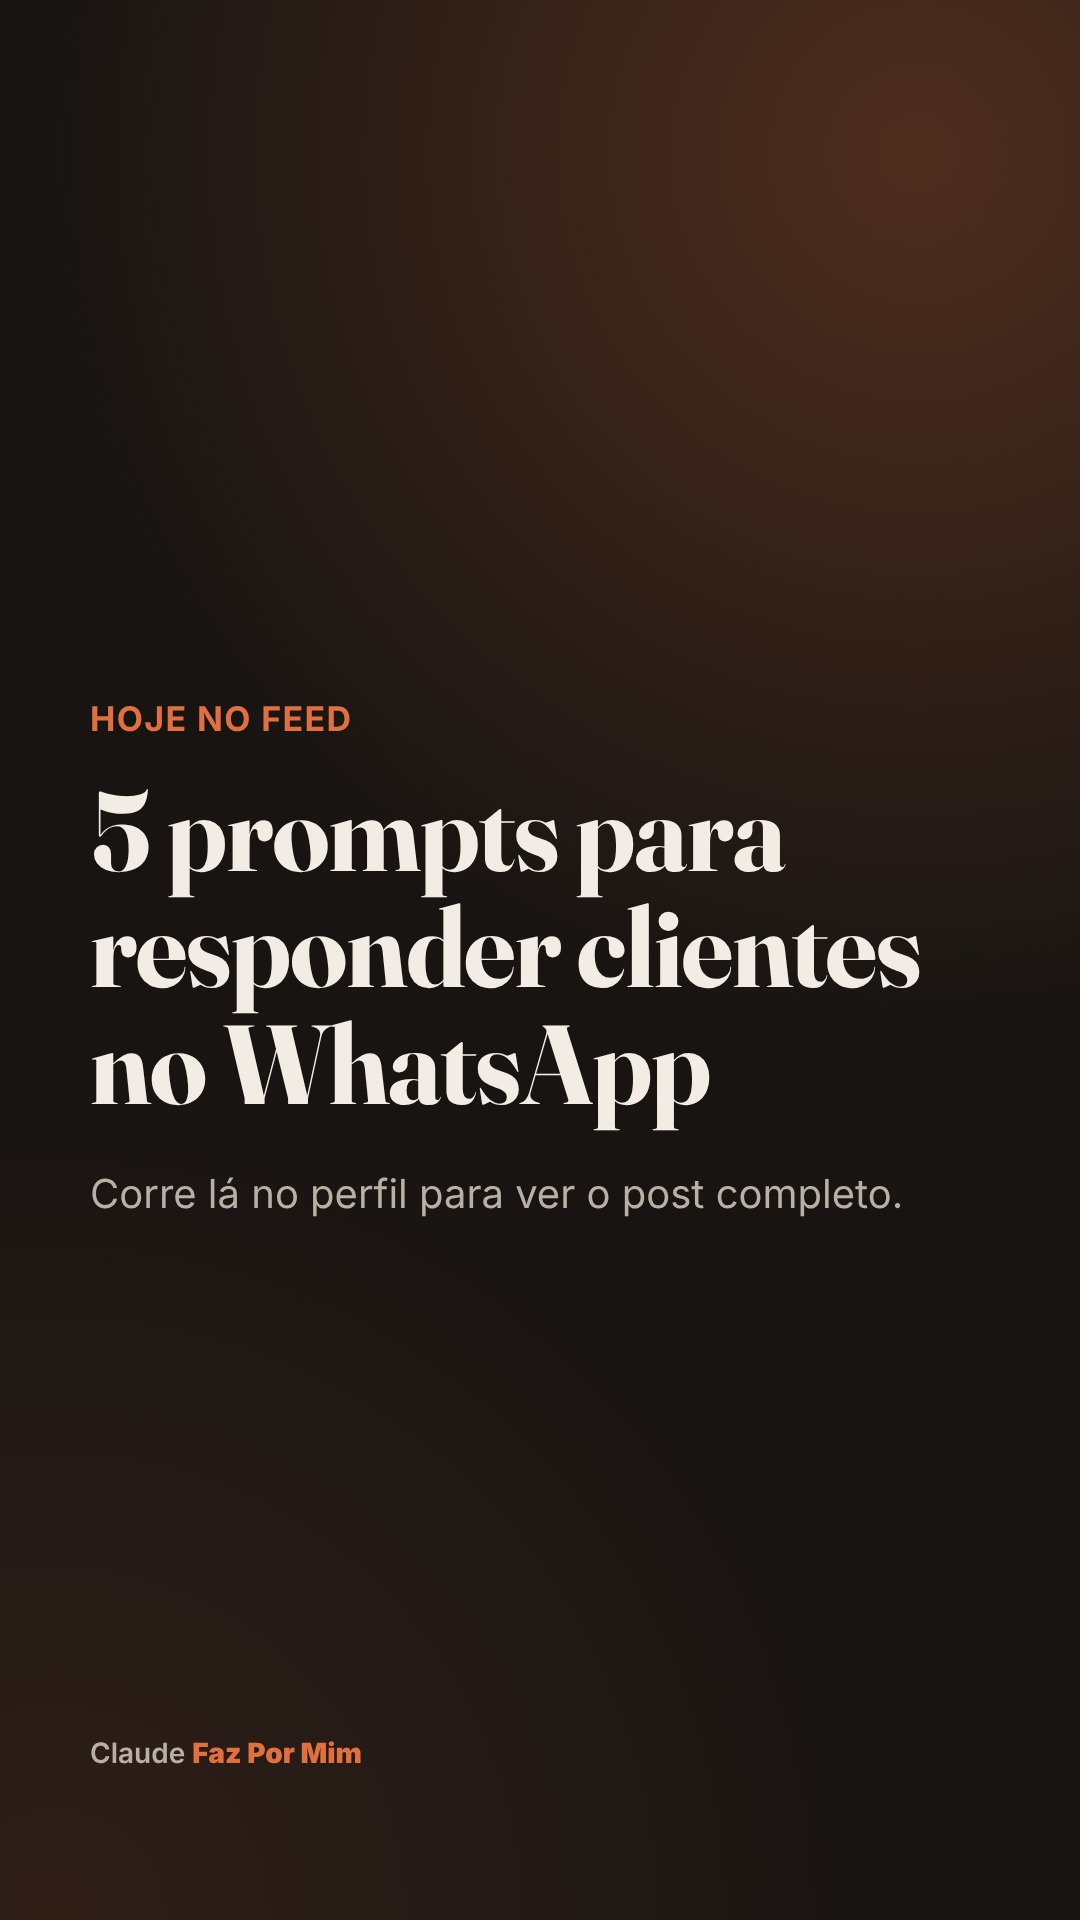 HOJE NO FEED
5 prompts para
responder clientes
no WhatsApp
Corre lá no perfil para ver o post completo.
Claude Faz Por Mim